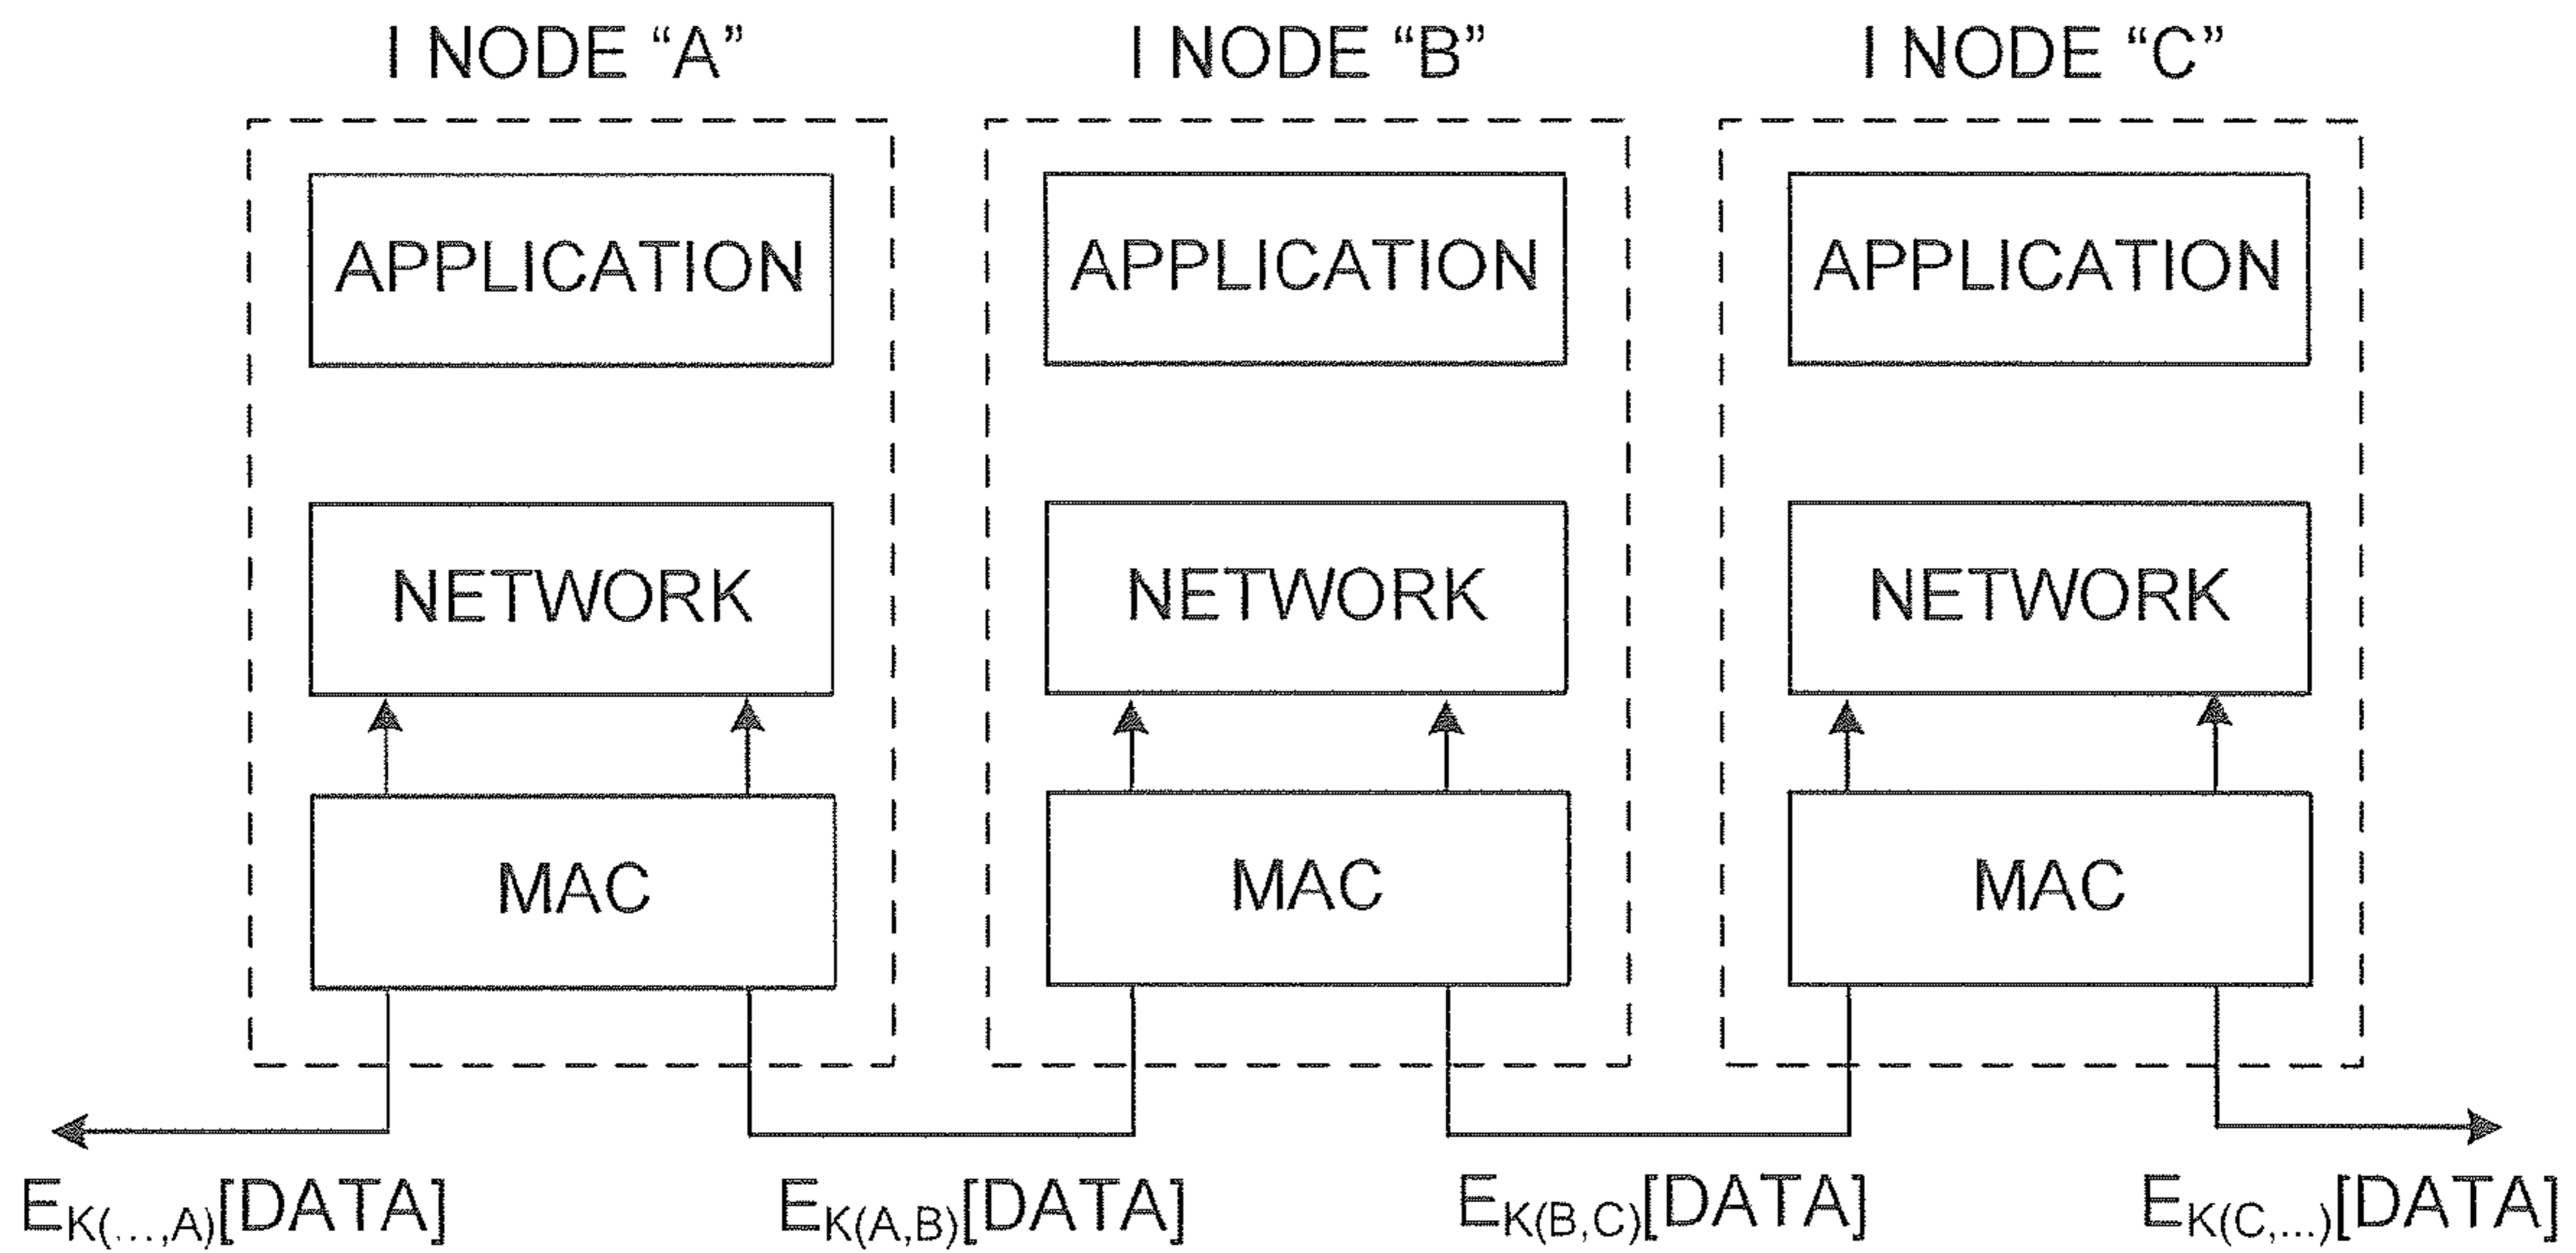 I NODE “A” I NODE “B” I NODE “C”
APPLICATION APPLICATION APPLICATION
NETWORK NETWORK NETWORK
MAC MAC MAC
EK(...,A)[DATA] EK(A,B)[DATA] EK(B,C)[DATA] EK(C,...)[DATA]